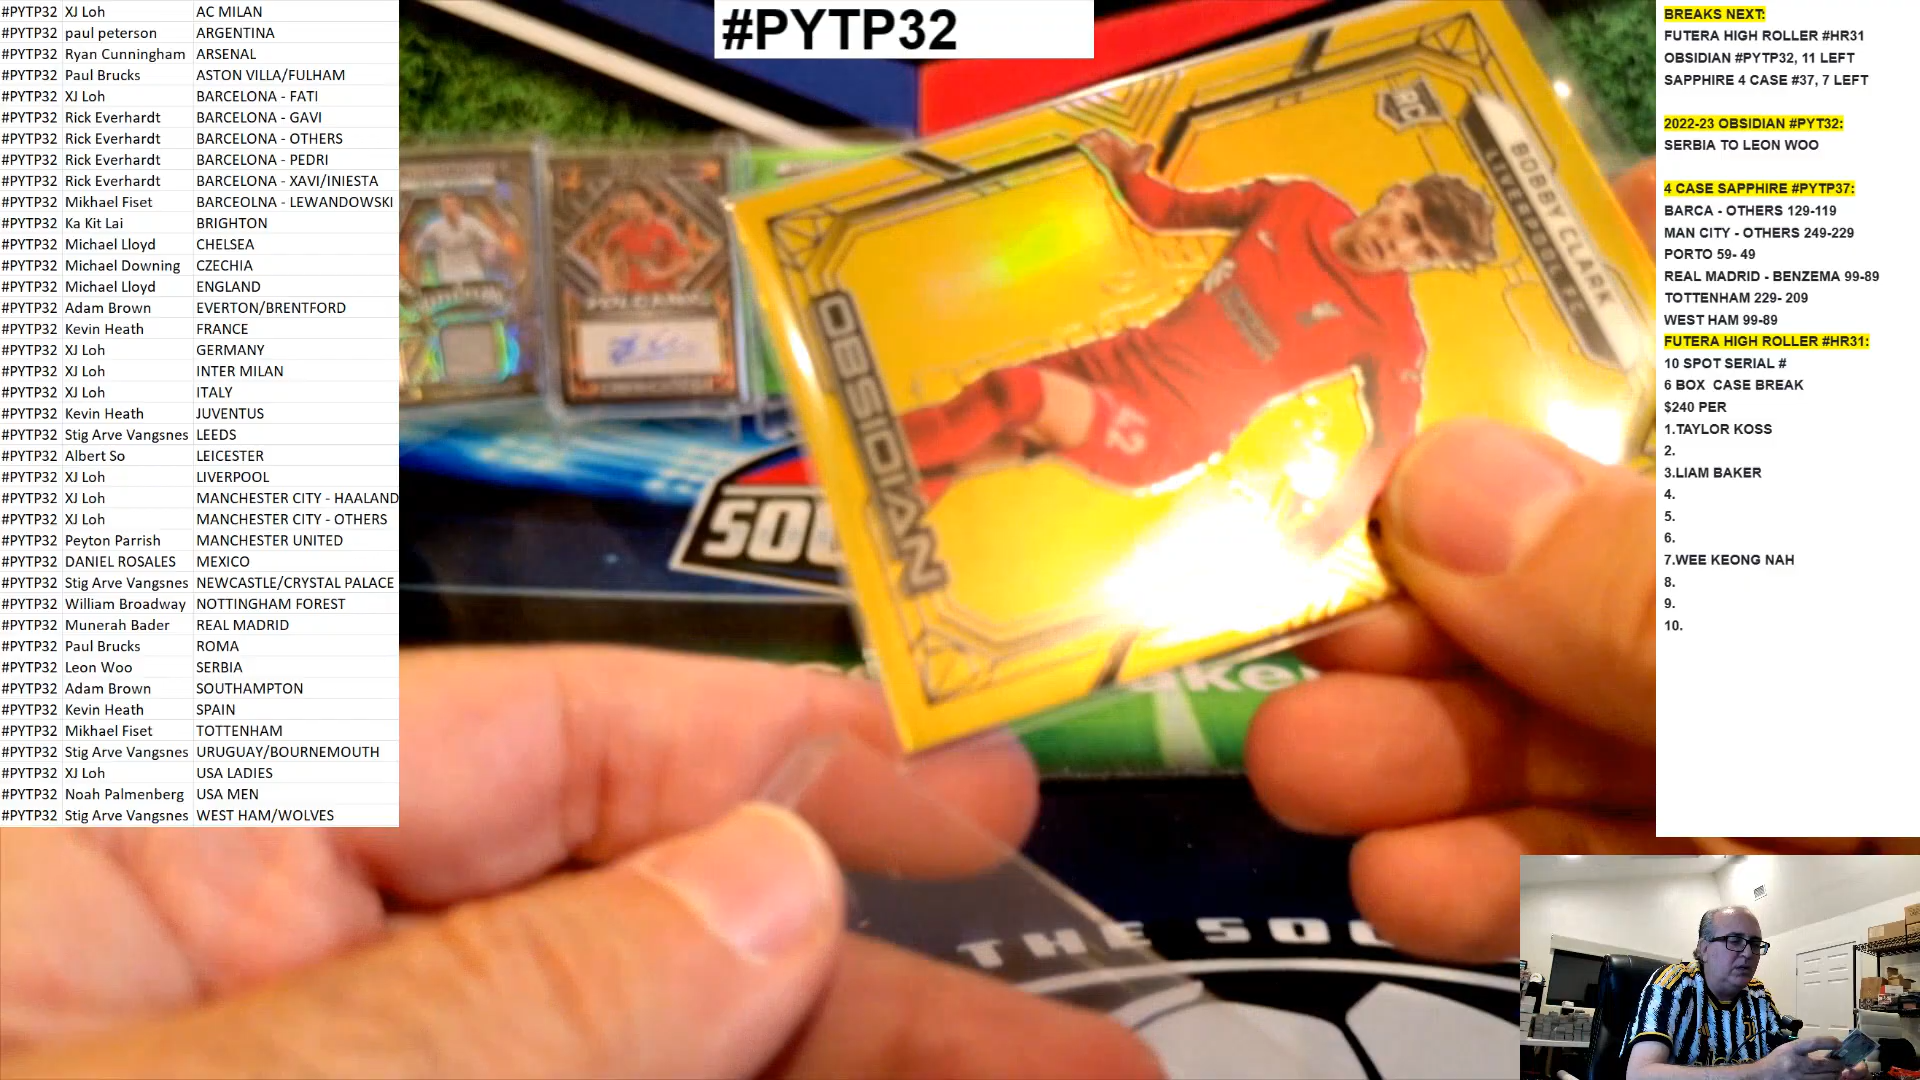 #PYTP32 XJ Loh AC MILAN
#PYTP32 paul peterson ARGENTINA
#PYTP32 Ryan Cunningham ARSENAL
#PYTP32 Paul Brucks ASTON VILLA/FULHAM
#PYTP32 XJ Loh BARCELONA - FATI
#PYTP32 Rick Everhardt BARCELONA - GAVI
#PYTP32 Rick Everhardt BARCELONA - OTHERS
#PYTP32 Rick Everhardt BARCELONA - PEDRI
#PYTP32 Rick Everhardt BARCELONA - XAVI/INIESTA
#PYTP32 Mikhael Fiset BARCEOLNA - LEWANDOWSKI
#PYTP32 Ka Kit Lai BRIGHTON
#PYTP32 Michael Lloyd CHELSEA
#PYTP32 Michael Downing CZECHIA
#PYTP32 Michael Lloyd ENGLAND
#PYTP32 Adam Brown EVERTON/BRENTFORD
#PYTP32 Kevin Heath FRANCE
#PYTP32 XJ Loh GERMANY
#PYTP32 XJ Loh INTER MILAN
#PYTP32 XJ Loh ITALY
#PYTP32 Kevin Heath JUVENTUS
#PYTP32 Stig Arve Vangsnes LEEDS
#PYTP32 Albert So LEICESTER
#PYTP32 XJ Loh LIVERPOOL
#PYTP32 XJ Loh MANCHESTER CITY - HAALAND
#PYTP32 XJ Loh MANCHESTER CITY - OTHERS
#PYTP32 Peyton Parrish MANCHESTER UNITED
#PYTP32 DANIEL ROSALES MEXICO
#PYTP32 Stig Arve Vangsnes NEWCASTLE/CRYSTAL PALACE
#PYTP32 William Broadway NOTTINGHAM FOREST
#PYTP32 Munerah Bader REAL MADRID
#PYTP32 Paul Brucks ROMA
#PYTP32 Leon Woo SERBIA
#PYTP32 Adam Brown SOUTHAMPTON
#PYTP32 Kevin Heath SPAIN
#PYTP32 Mikhael Fiset TOTTENHAM
#PYTP32 Stig Arve Vangsnes URUGUAY/BOURNEMOUTH
#PYTP32 XJ Loh USA LADIES
#PYTP32 Noah Palmenberg USA MEN
#PYTP32 Stig Arve Vangsnes WEST HAM/WOLVES
#PYTP32
RC
BOBBY CLARK
LIVERPOOL FC
OBSIDIAN
VOLCANIC
52
SOC
THE SOC
BREAKS NEXT:
FUTERA HIGH ROLLER #HR31
OBSIDIAN #PYTP32, 11 LEFT
SAPPHIRE 4 CASE #37, 7 LEFT
2022-23 OBSIDIAN #PYT32:
SERBIA TO LEON WOO
4 CASE SAPPHIRE #PYTP37:
BARCA - OTHERS 129-119
MAN CITY - OTHERS 249-229
PORTO 59- 49
REAL MADRID - BENZEMA 99-89
TOTTENHAM 229- 209
WEST HAM 99-89
FUTERA HIGH ROLLER #HR31:
10 SPOT SERIAL #
6 BOX CASE BREAK
$240 PER
1.TAYLOR KOSS
2.
3.LIAM BAKER
4.
5.
6.
7.WEE KEONG NAH
8.
9.
10.